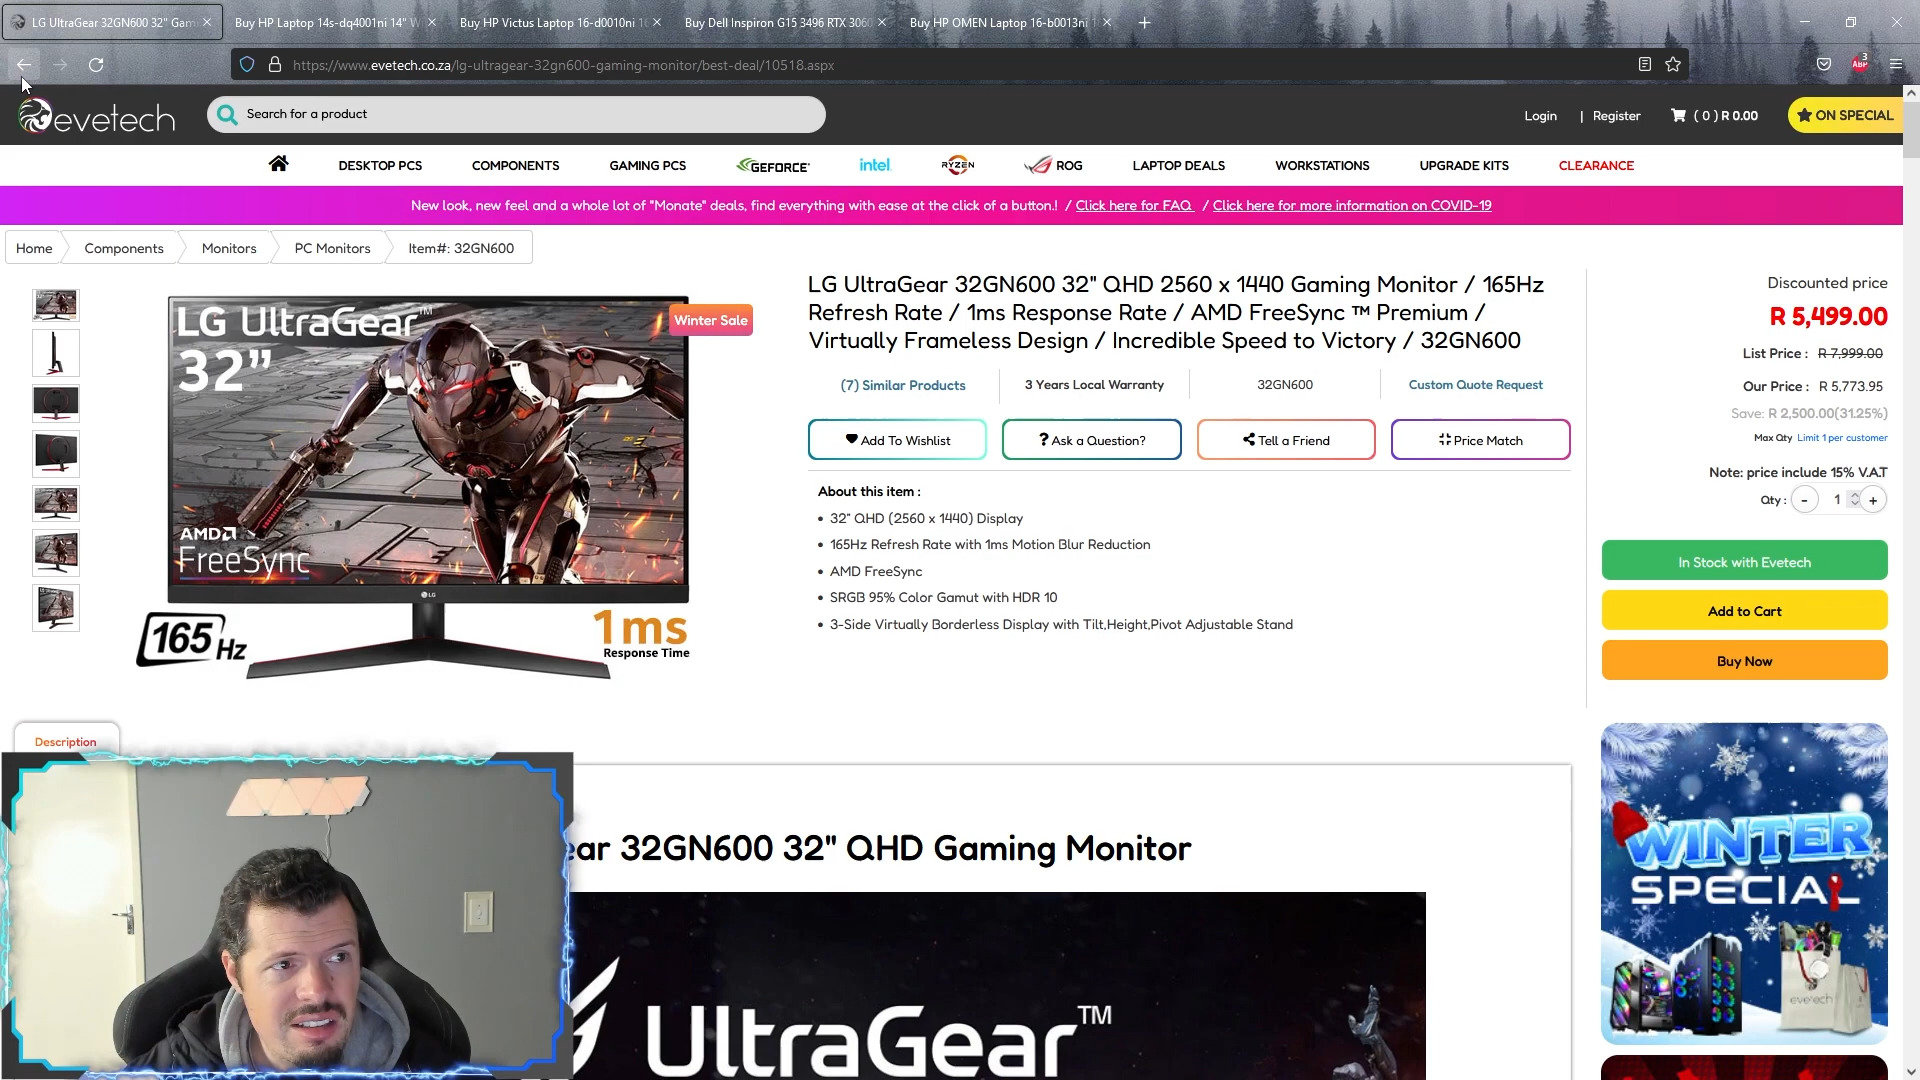 LG UltraGear 32GN600 32" Gam
Buy HP Laptop 14s-dq4001ni 14" W
Buy HP Victus Laptop 16-d0010ni 16
Buy Dell Inspiron G15 3496 RTX 3060
Buy HP OMEN Laptop 16-b0013ni 1
https://www.evetech.co.za/lg-ultragear-32gn600-gaming-monitor/best-deal/10518.aspx
ABP
3
evetech
Search for a product
Login | Register
( 0 ) R 0.00
ON SPECIAL
DESKTOP PCS
COMPONENTS
GAMING PCS
GEFORCE
intel
RYZEN
ROG
LAPTOP DEALS
WORKSTATIONS
UPGRADE KITS
CLEARANCE
New look, new feel and a whole lot of "Monate" deals, find everything with ease at the click of a button.! / Click here for FAQ / Click here for more information on COVID-19
Home
Components
Monitors
PC Monitors
Item#: 32GN600
LG UltraGear™
32”
Winter Sale
AMD
FreeSync
LG
165 Hz
1ms
Response Time
LG UltraGear 32GN600 32" QHD 2560 x 1440 Gaming Monitor / 165Hz
Refresh Rate / 1ms Response Rate / AMD FreeSync ™ Premium /
Virtually Frameless Design / Incredible Speed to Victory / 32GN600
(7) Similar Products
3 Years Local Warranty
32GN600
Custom Quote Request
Add To Wishlist
? Ask a Question?
Tell a Friend
Price Match
About this item :
• 32” QHD (2560 x 1440) Display
• 165Hz Refresh Rate with 1ms Motion Blur Reduction
• AMD FreeSync
• SRGB 95% Color Gamut with HDR 10
• 3-Side Virtually Borderless Display with Tilt,Height,Pivot Adjustable Stand
Discounted price
R 5,499.00
List Price : R 7,999.00
Our Price : R 5,773.95
Save: R 2,500.00(31.25%)
Max Qty Limit 1 per customer
Note: price include 15% V.A.T
Qty : - 1 +
In Stock with Evetech
Add to Cart
Buy Now
Description
ear 32GN600 32" QHD Gaming Monitor
UltraGear™
WINTER
SPECIAL
evetech